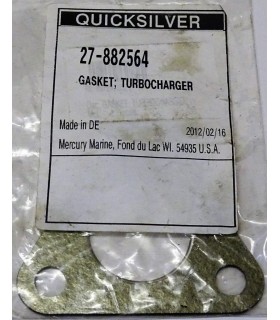 QUICKSILVER
27-882564
GASKET; TURBOCHARGER
Made in DE
2012/02/16
Mercury Marine, Fond du Lac WI. 54935 U.S.A.